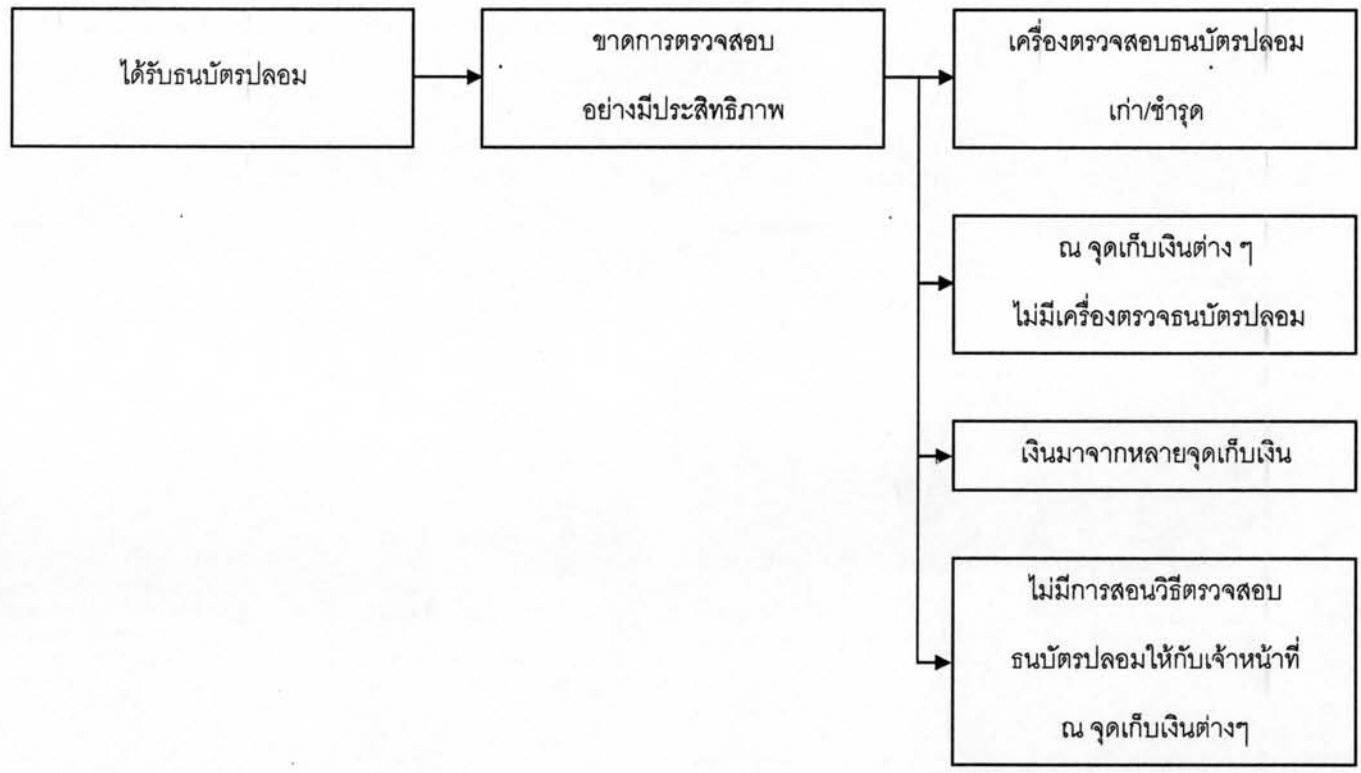 ได้รับธนบัตรปลอม
ขาดการตรวจสอบ
อย่างมีประสิทธิภาพ
เครื่องตรวจสอบธนบัตรปลอม
เก่า/ชำรุด
ณ จุดเก็บเงินต่าง ๆ
ไม่มีเครื่องตรวจธนบัตรปลอม
เงินมาจากหลายจุดเก็บเงิน
ไม่มีการสอนวิธีตรวจสอบ
ธนบัตรปลอมให้กับเจ้าหน้าที่
ณ จุดเก็บเงินต่างๆ